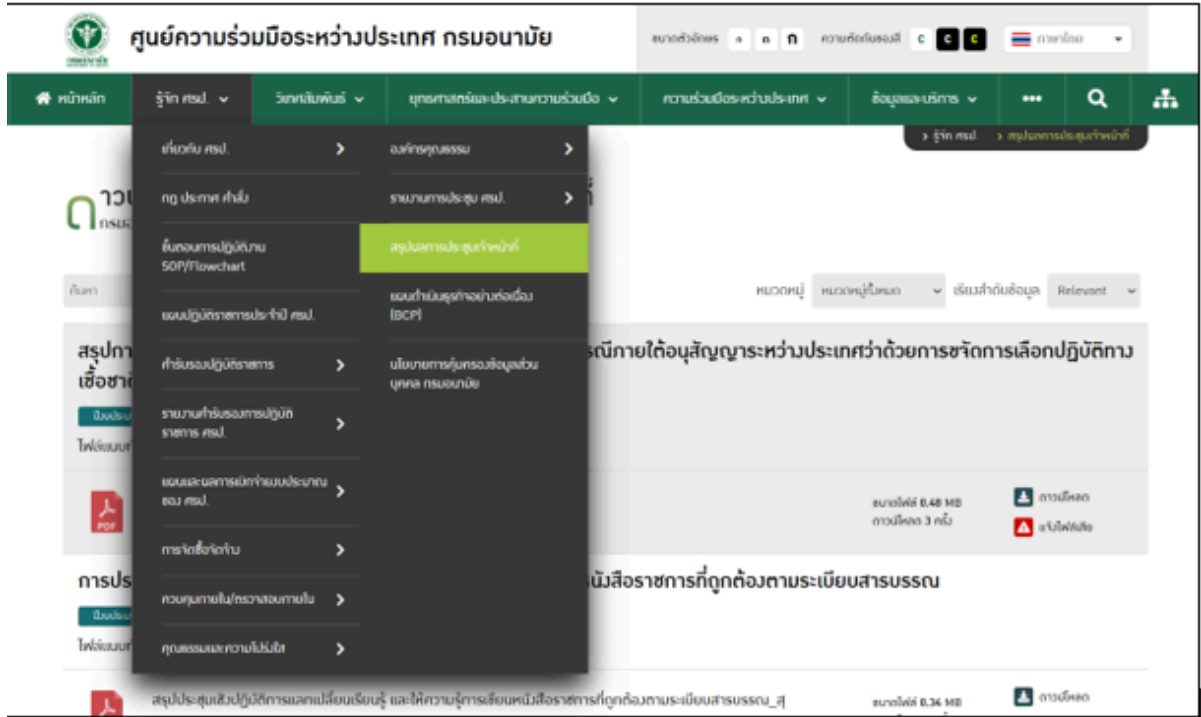 ศูนย์ความร่วมมือระหว่างประเทศ กรมอนามัย
ขนาดตัวอักษร ก ก ก ความตัดกันของสี C C C ภาษาไทย
หน้าหลัก รู้จัก ศรป. วิเทศสัมพันธ์ ยุทธศาสตร์และประสานความร่วมมือ ความร่วมมือระหว่างประเทศ ข้อมูลและบริการ •••
› รู้จัก ศรป. › สรุปผลการประชุมเจ้าหน้าที่
เกี่ยวกับ ศรป.
กฎ ประกาศ คำสั่ง
ขั้นตอนการปฏิบัติงาน
SOP/Flowchart
แผนปฏิบัติราชการประจำปี ศรป.
คำรับรองปฏิบัติราชการ
รายงานคำรับรองการปฏิบัติ
ราชการ ศรป.
แผนและผลการเบิกจ่ายงบประมาณ
ของ ศรป.
การจัดซื้อจัดจ้าง
ควบคุมภายใน/ตรวจสอบภายใน
คุณธรรมและความโปร่งใส
องค์กรคุณธรรม
รายงานการประชุม ศรป.
สรุปผลการประชุมเจ้าหน้าที่
แผนดำเนินธุรกิจอย่างต่อเนื่อง
(BCP)
นโยบายการคุ้มครองข้อมูลส่วน
บุคคล กรมอนามัย
ค้นหา
หมวดหมู่ หมวดหมู่ทั้งหมด เรียงลำดับข้อมูล Relevant
ภายใต้อนุสัญญาระหว่างประเทศว่าด้วยการขจัดการเลือกปฏิบัติทาง
PDF
ขนาดไฟล์ 0.48 MB
ดาวน์โหลด 3 ครั้ง
ดาวน์โหลด
แจ้งไฟล์เสีย
หนังสือราชการที่ถูกต้องตามระเบียบสารบรรณ
สรุปประชุมเชิงปฏิบัติการแลกเปลี่ยนเรียนรู้ และให้ความรู้การเขียนหนังสือราชการที่ถูกต้องตามระเบียบสารบรรณ_สุ
ขนาดไฟล์ 0.34 MB
ดาวน์โหลด